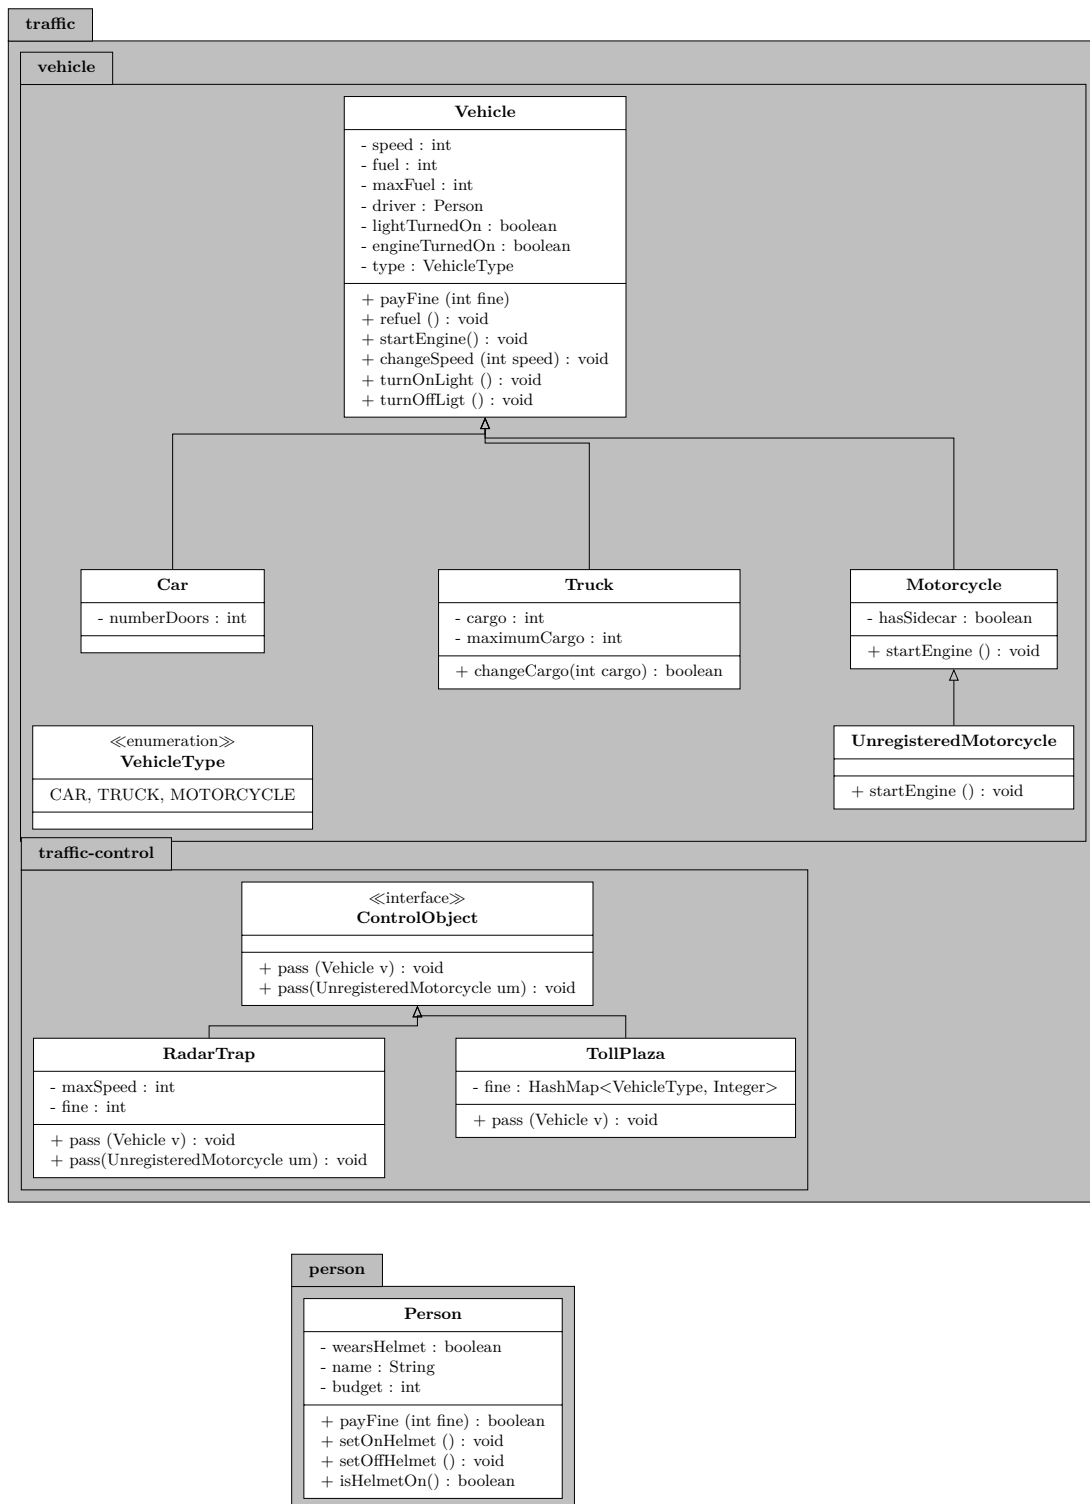 traffic
vehicle
Vehicle
- speed : int
- fuel : int
- maxFuel : int
- driver : Person
- lightTurnedOn : boolean
- engineTurnedOn : boolean
- type : VehicleType
+ payFine (int fine)
+ refuel () : void
+ startEngine() : void
+ changeSpeed (int speed) : void
+ turnOnLight () : void
+ turnOffLigt () : void
Car
- numberDoors : int
Truck
- cargo : int
- maximumCargo : int
+ changeCargo(int cargo) : boolean
Motorcycle
- hasSidecar : boolean
+ startEngine () : void
≪enumeration≫
VehicleType
CAR, TRUCK, MOTORCYCLE
UnregisteredMotorcycle
+ startEngine () : void
traffic-control
≪interface≫
ControlObject
+ pass (Vehicle v) : void
+ pass(UnregisteredMotorcycle um) : void
RadarTrap
- maxSpeed : int
- fine : int
+ pass (Vehicle v) : void
+ pass(UnregisteredMotorcycle um) : void
TollPlaza
- fine : HashMap<VehicleType, Integer>
+ pass (Vehicle v) : void
person
Person
- wearsHelmet : boolean
- name : String
- budget : int
+ payFine (int fine) : boolean
+ setOnHelmet () : void
+ setOffHelmet () : void
+ isHelmetOn() : boolean